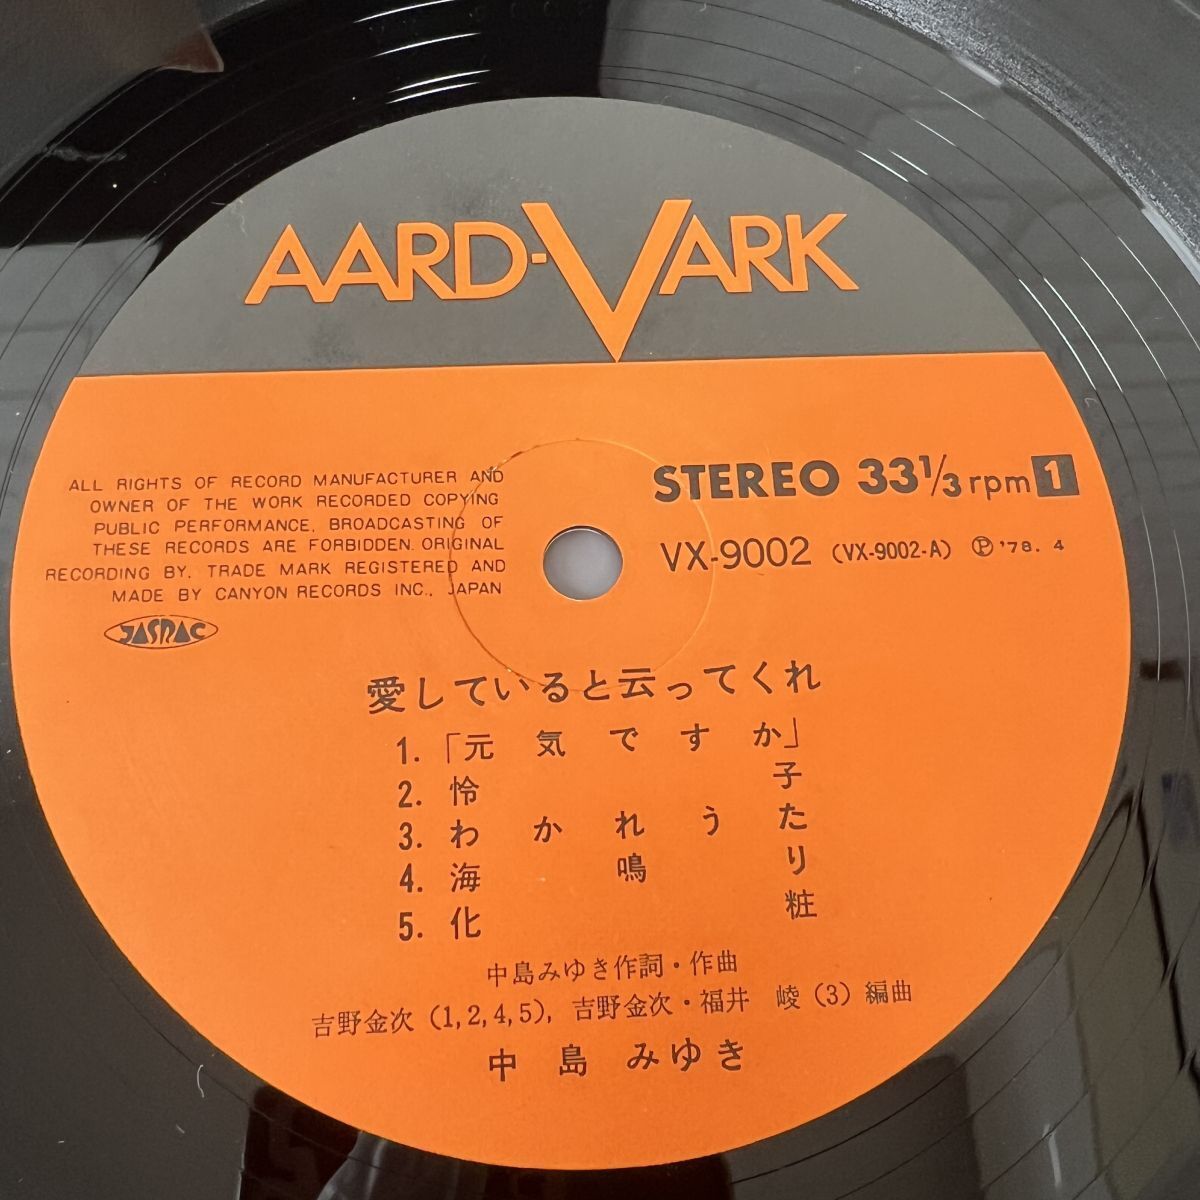 AARD-VARK
ALL RIGHTS OF RECORD MANUFACTURER AND
OWNER OF THE WORK RECORDED COPYING
PUBLIC PERFORMANCE, BROADCASTING OF
THESE RECORDS ARE FORBIDDEN. ORIGINAL
RECORDING BY, TRADE MARK REGISTERED AND
MADE BY CANYON RECORDS INC., JAPAN
JASRAC
STEREO 33 1/3 rpm 1
VX-9002 (VX-9002-A) Ⓟ'78. 4
愛していると云ってくれ
1. 「元気ですか」
2. 怜子
3. わかれうた
4. 海鳴り
5. 化粧
中島みゆき作詞・作曲
吉野金次 (1,2,4,5), 吉野金次・福井 崚 (3) 編曲
中島 みゆき